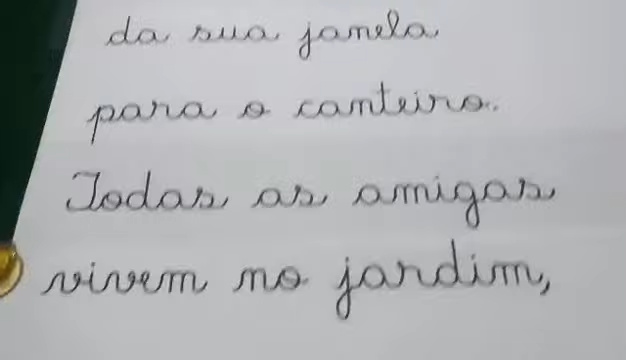 da sua janela
para o canteiro.
Todas as amigas
vivem no jardim,